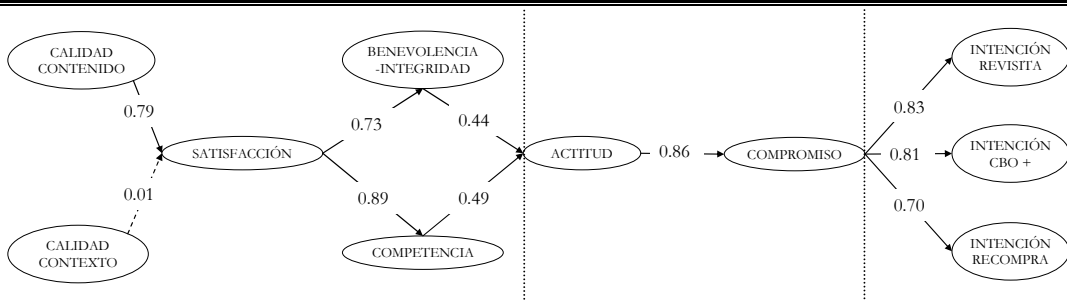 CALIDAD
CONTENIDO
0.79
0.01
CALIDAD
CONTEXTO
SATISFACCIÓN
0.73
0.89
BENEVOLENCIA
-INTEGRIDAD
COMPETENCIA
0.44
0.49
ACTITUD
0.86
COMPROMISO
0.83
0.81
0.70
INTENCIÓN
REVISITA
INTENCIÓN
CBO +
INTENCIÓN
RECOMPRA